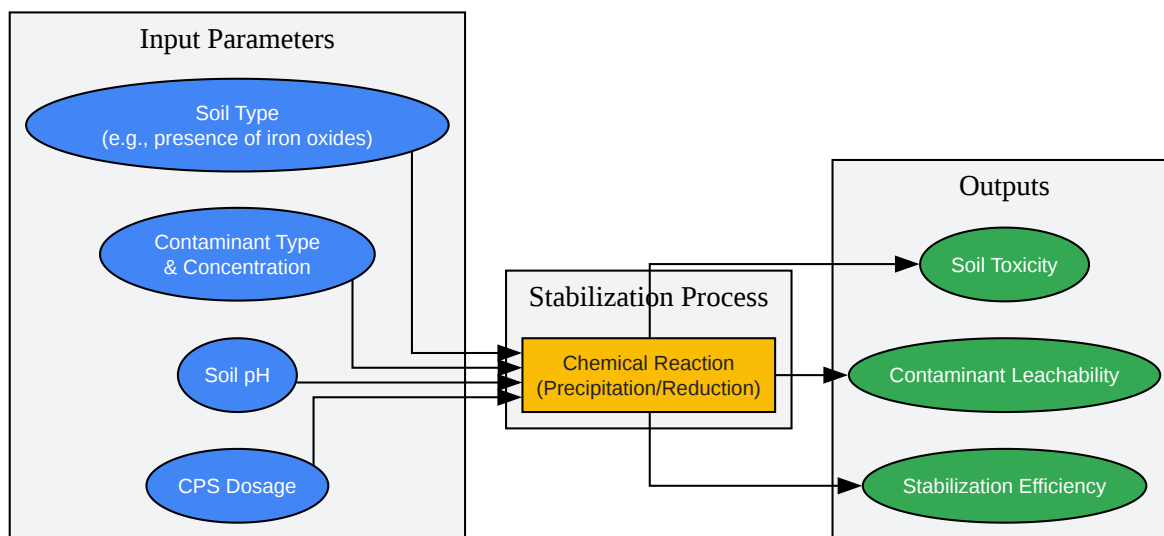 Input Parameters
Soil Type
(e.g., presence of iron oxides)
Contaminant Type
& Concentration
Soil pH
CPS Dosage
Stabilization Process
Chemical Reaction
(Precipitation/Reduction)
Outputs
Soil Toxicity
Contaminant Leachability
Stabilization Efficiency